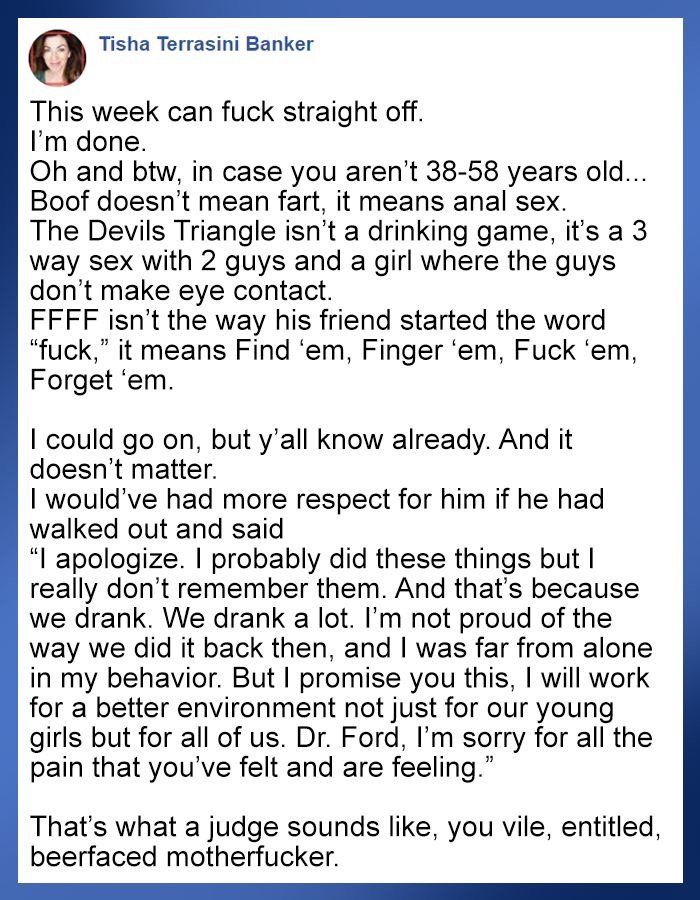 Tisha Terrasini Banker
This week can fuck straight off.
I’m done.
Oh and btw, in case you aren’t 38-58 years old...
Boof doesn’t mean fart, it means anal sex.
The Devils Triangle isn’t a drinking game, it’s a 3
way sex with 2 guys and a girl where the guys
don’t make eye contact.
FFFF isn’t the way his friend started the word
“fuck,” it means Find ‘em, Finger ‘em, Fuck ‘em,
Forget ‘em.
I could go on, but y’all know already. And it
doesn’t matter.
I would’ve had more respect for him if he had
walked out and said
“I apologize. I probably did these things but I
really don’t remember them. And that’s because
we drank. We drank a lot. I’m not proud of the
way we did it back then, and I was far from alone
in my behavior. But I promise you this, I will work
for a better environment not just for our young
girls but for all of us. Dr. Ford, I’m sorry for all the
pain that you’ve felt and are feeling.”
That’s what a judge sounds like, you vile, entitled,
beerfaced motherfucker.